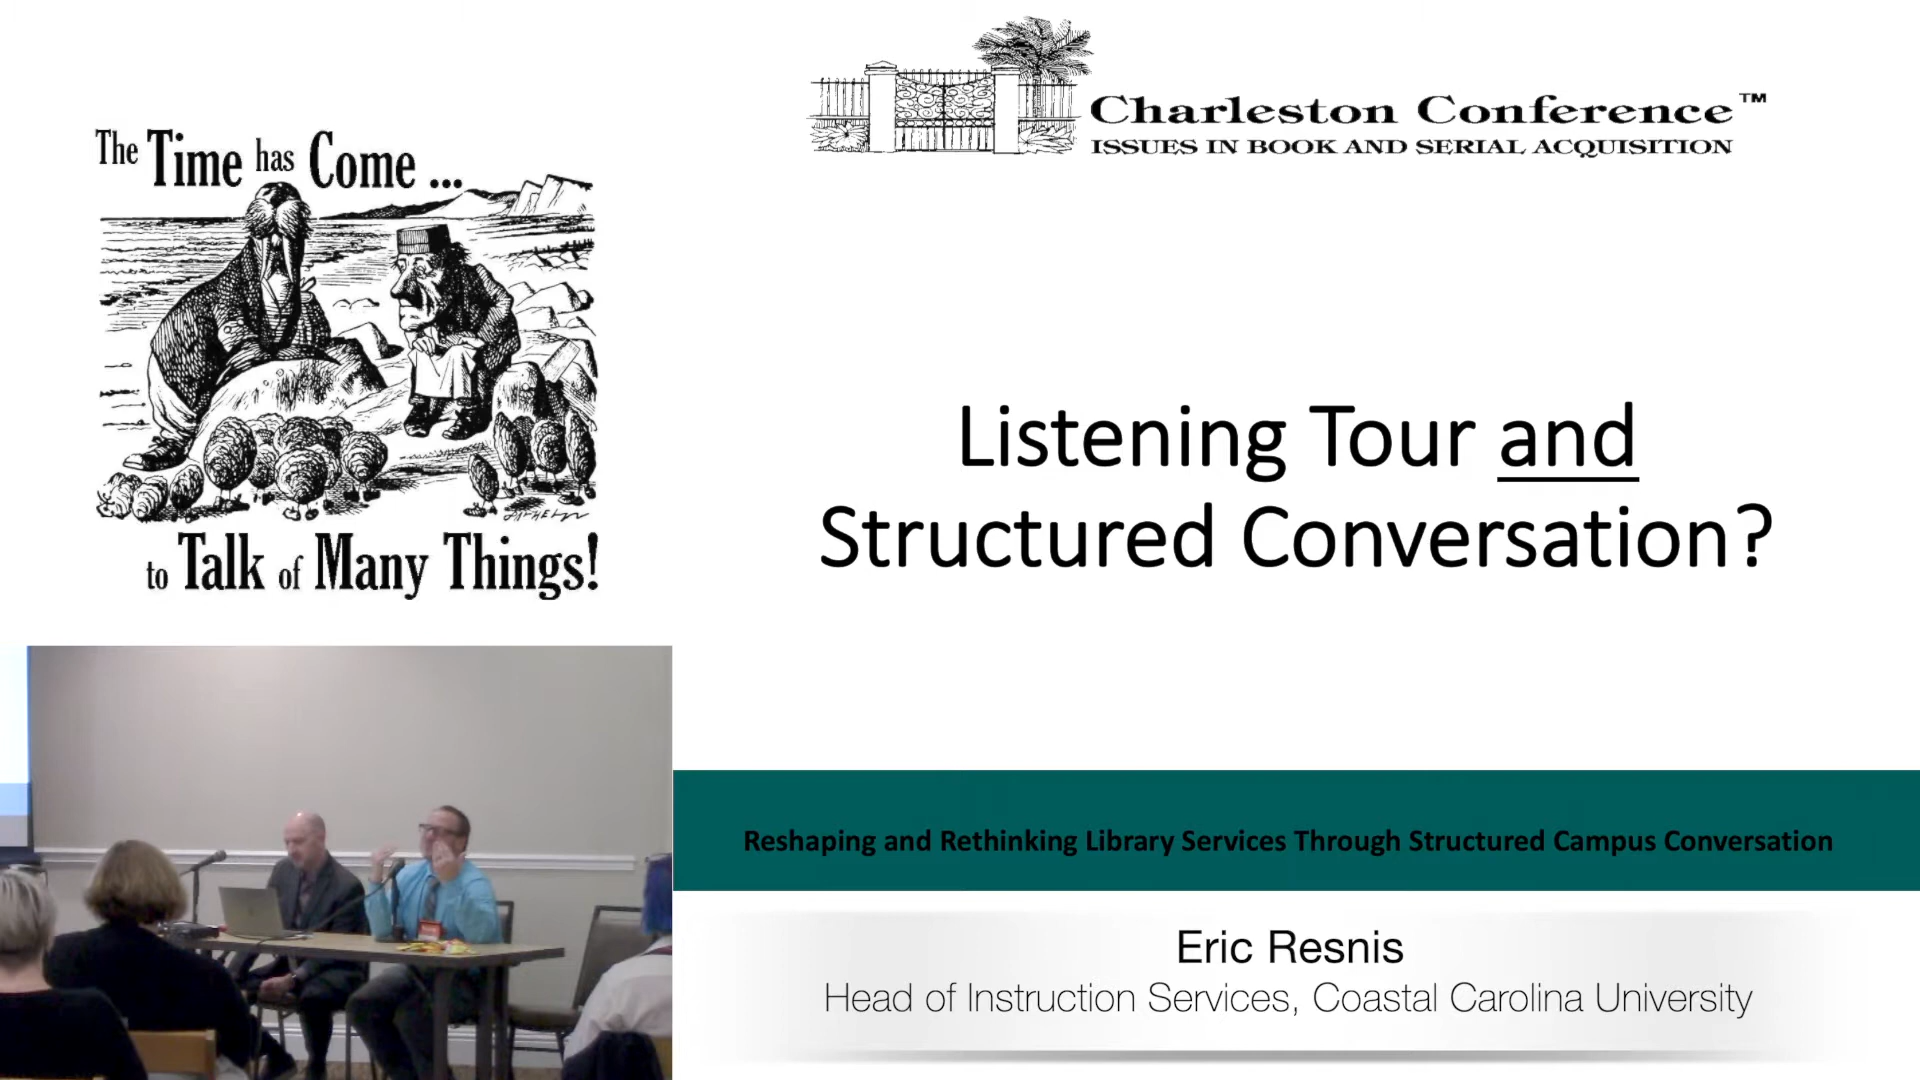 The Time has Come ...
to Talk of Many Things!
Charleston Conference™
ISSUES IN BOOK AND SERIAL ACQUISITION
Listening Tour and
Structured Conversation?
Reshaping and Rethinking Library Services Through Structured Campus Conversation
Eric Resnis
Head of Instruction Services, Coastal Carolina University